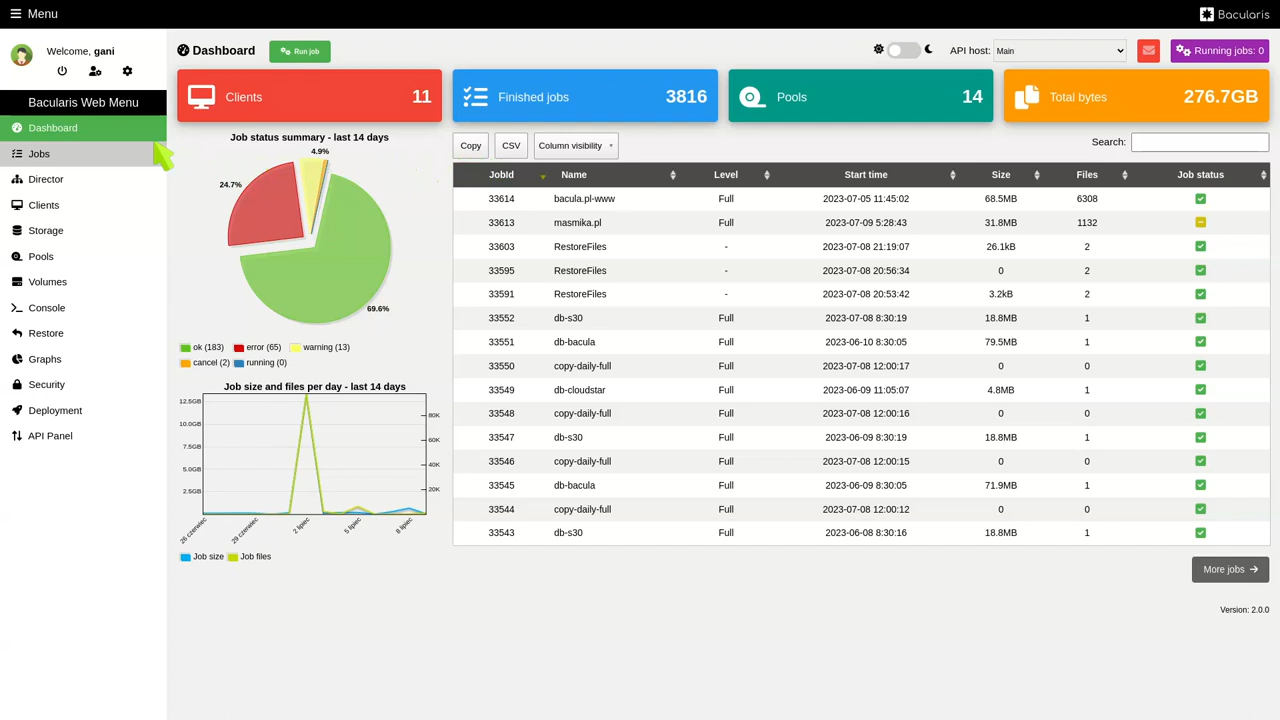 Menu
Bacularis
Welcome, gani
Bacularis Web Menu
Dashboard
Jobs
Director
Clients
Storage
Pools
Volumes
Console
Restore
Graphs
Security
Deployment
API Panel
Dashboard
Run job
API host: Main
Running jobs: 0
Clients 11
Finished jobs 3816
Pools 14
Total bytes 276.7GB
Job status summary - last 14 days
4.9%
24.7%
69.6%
ok (183) error (65) warning (13)
cancel (2) running (0)
Job size and files per day - last 14 days
12.5GB
10.0GB
7.5GB
5.0GB
2.5GB
80K
60K
40K
20K
26 czerwiec 29 czerwiec 2 lipiec 5 lipiec 8 lipiec
Job size Job files
Copy CSV Column visibility
Search:
JobId Name Level Start time Size Files Job status
33614 bacula.pl-www Full 2023-07-05 11:45:02 68.5MB 6308
33613 masmika.pl Full 2023-07-09 5:28:43 31.8MB 1132
33603 RestoreFiles - 2023-07-08 21:19:07 26.1kB 2
33595 RestoreFiles - 2023-07-08 20:56:34 0 2
33591 RestoreFiles - 2023-07-08 20:53:42 3.2kB 2
33552 db-s30 Full 2023-07-08 8:30:19 18.8MB 1
33551 db-bacula Full 2023-06-10 8:30:05 79.5MB 1
33550 copy-daily-full Full 2023-07-08 12:00:17 0 0
33549 db-cloudstar Full 2023-06-09 11:05:07 4.8MB 1
33548 copy-daily-full Full 2023-07-08 12:00:16 0 0
33547 db-s30 Full 2023-06-09 8:30:19 18.8MB 1
33546 copy-daily-full Full 2023-07-08 12:00:15 0 0
33545 db-bacula Full 2023-06-09 8:30:05 71.9MB 1
33544 copy-daily-full Full 2023-07-08 12:00:12 0 0
33543 db-s30 Full 2023-06-08 8:30:16 18.8MB 1
More jobs
Version: 2.0.0